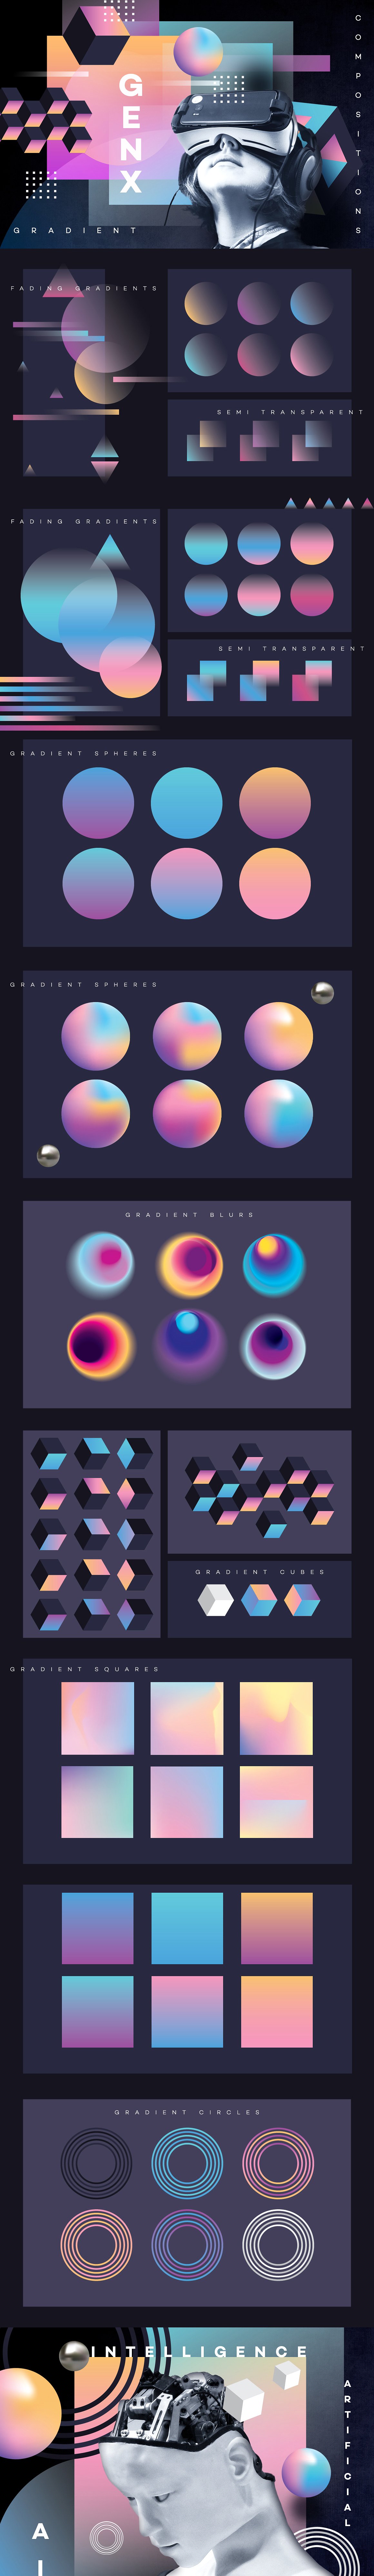 COMPOSITIONS
GENX
GRADIENT
FADING GRADIENTS
SEMI TRANSPARENT
FADING GRADIENTS
SEMI TRANSPARENT
GRADIENT SPHERES
GRADIENT SPHERES
GRADIENT BLURS
GRADIENT CUBES
GRADIENT SQUARES
GRADIENT CIRCLES
INTELLIGENCE
ARTIFICIAL
AI